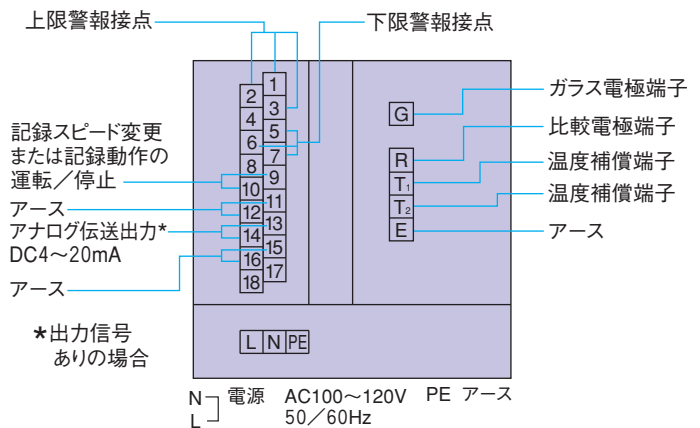 上限警報接点
下限警報接点
1
2
3
4
5
6
7
8
9
10
11
12
13
14
15
16
17
18
記録スピード変更
または記録動作の
運転／停止
アース
アナログ伝送出力*
DC4～20mA
アース
*出力信号
ありの場合
G
R
T₁
T₂
E
ガラス電極端子
比較電極端子
温度補償端子
温度補償端子
アース
L N PE
N 電源 AC100～120V PE アース
L 50／60Hz